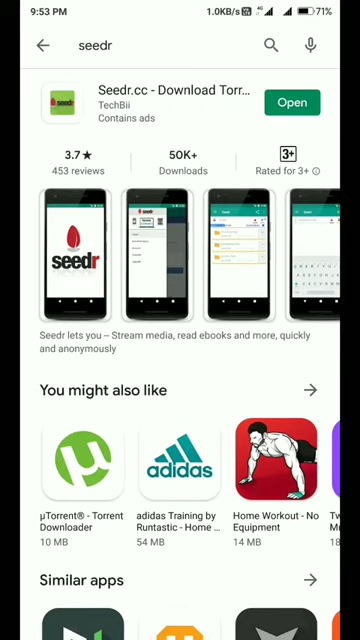 9:53 PM 1.0KB/s 4G 71%
seedr
seedr
Seedr.cc - Download Torr...
TechBii
Contains ads
Open
3.7★ 50K+ 3+
453 reviews Downloads Rated for 3+
seedr
seedr
Seedr lets you – Stream media, read ebooks and more, quickly
and anonymously
You might also like
adidas
µTorrent® - Torrent
Downloader
10 MB
adidas Training by
Runtastic - Home ...
54 MB
Home Workout - No
Equipment
14 MB
Similar apps